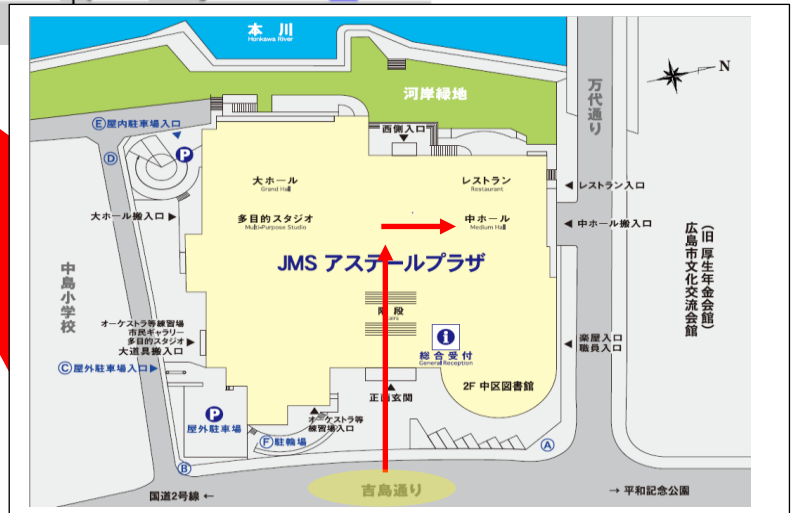 本 川
Honkawa River
河岸緑地
万代通り
N
Ⓔ屋内駐車場入口
Ⓓ
P
西側入口
大ホール
Grand Hall
レストラン
Restaurant
レストラン入口
大ホール搬入口
多目的スタジオ
Multi-Purpose Studio
中ホール
Medium Hall
中ホール搬入口
(旧 厚生年金会館)
広島市文化交流会館
中島小学校
JMS アステールプラザ
階 段
Stairs
オーケストラ等練習場
市民ギャラリー
多目的スタジオ
大道具搬入口
i
総合受付
General Reception
楽屋入口
職員入口
Ⓒ屋外駐車場入口
2F 中区図書館
正面玄関
P
屋外駐車場
オーケストラ等
練習場入口
Ⓕ駐輪場
Ⓐ
Ⓑ
国道2号線 ←
吉島通り
→ 平和記念公園